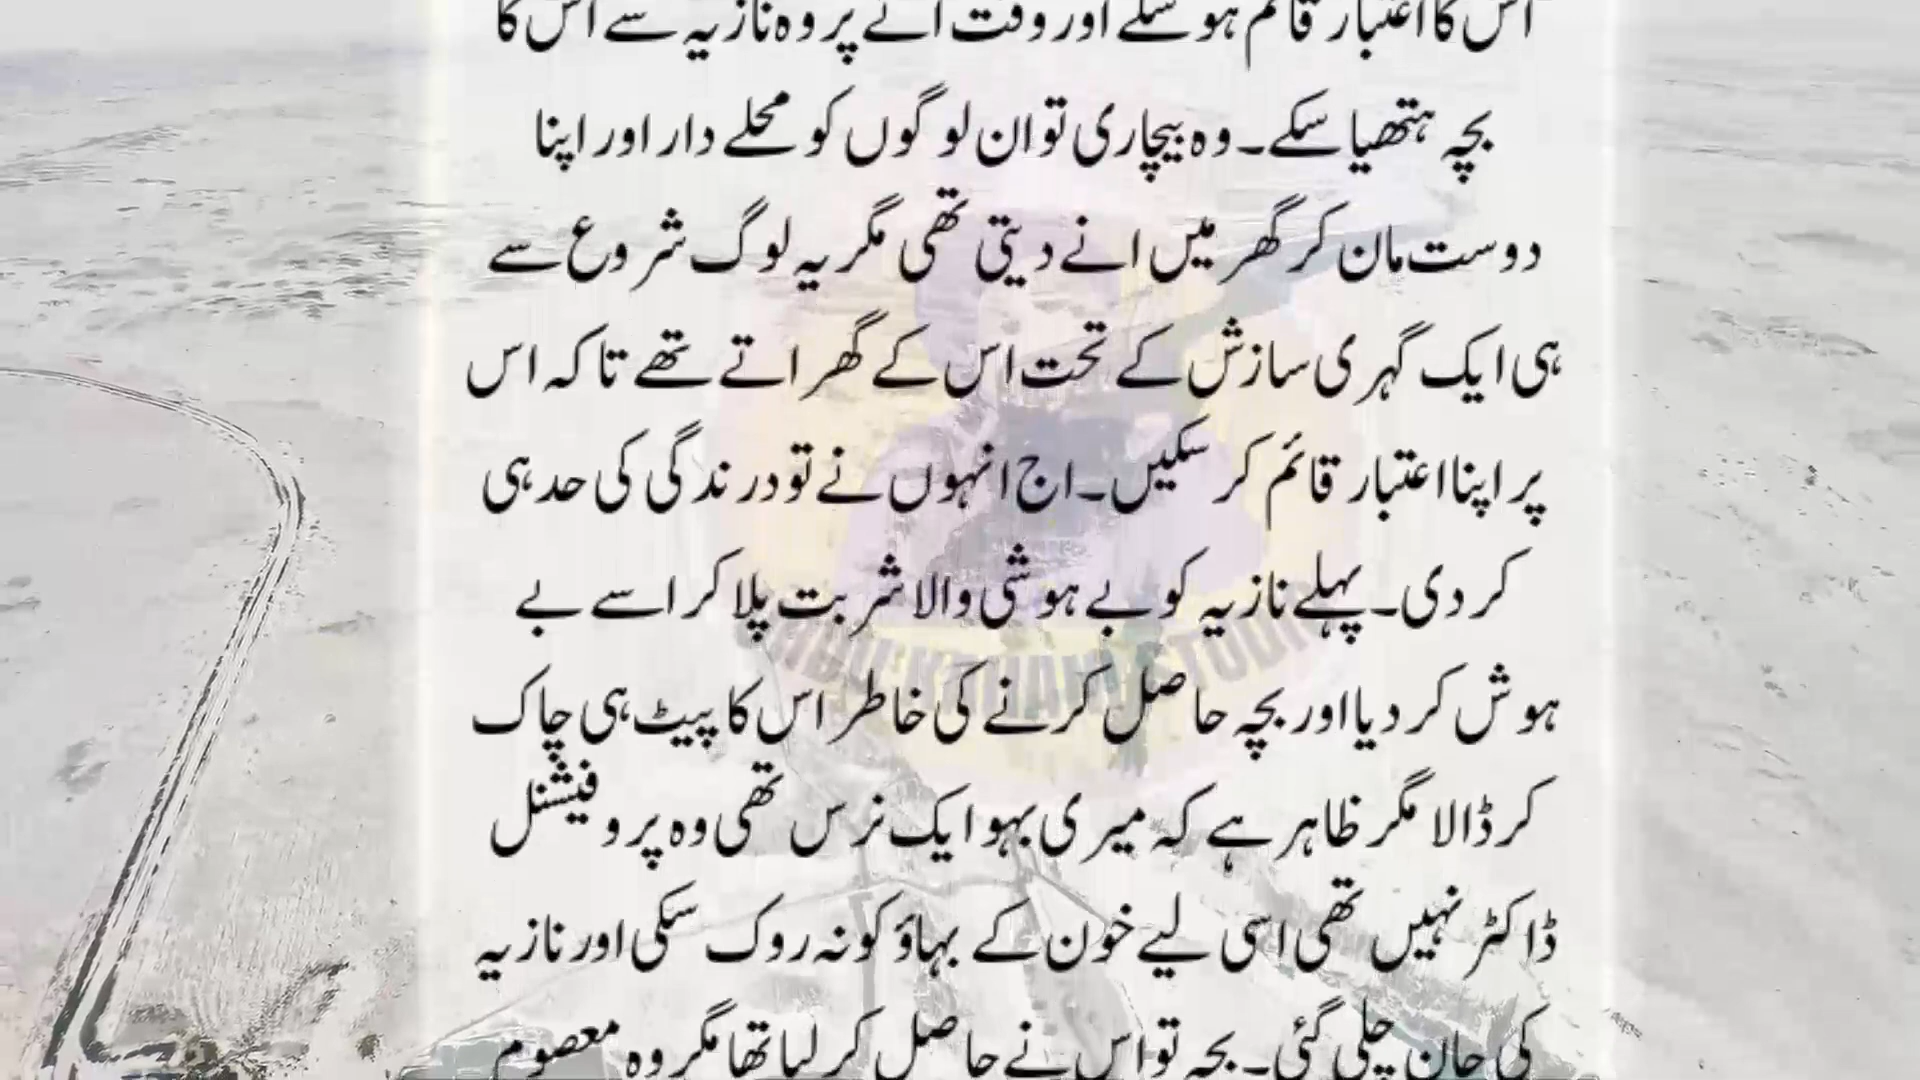 اس کا اعتبار قائم ہو سکے اور وقت انے پر وہ نازیہ سے اس کا
بچہ ہتھیا سکے۔ وہ بیچاری تو ان لوگوں کو محلے دار اور اپنا
دوست مان کر گھر میں انے دیتی تھی مگر یہ لوگ شروع سے
ہی ایک گہری سازش کے تحت اس کے گھر اتے تھے تاکہ اس
پر اپنا اعتبار قائم کر سکیں۔ اج انہوں نے تو درندگی کی حد ہی
کر دی۔ پہلے نازیہ کو بے ہوشی والا شربت پلا کر اسے بے
ہوش کر دیا اور بچہ حاصل کرنے کی خاطر اس کا پیٹ ہی چاک
کر ڈالا مگر ظاہر ہے کہ میری بہو ایک نرس تھی وہ پروفیشنل
ڈاکٹر نہیں تھی اسی لیے خون کے بہاؤ کو نہ روک سکی اور نازیہ
کی جان چلی گئی۔ بچہ تو اس نے حاصل کر لیا تھا مگر وہ معصوم